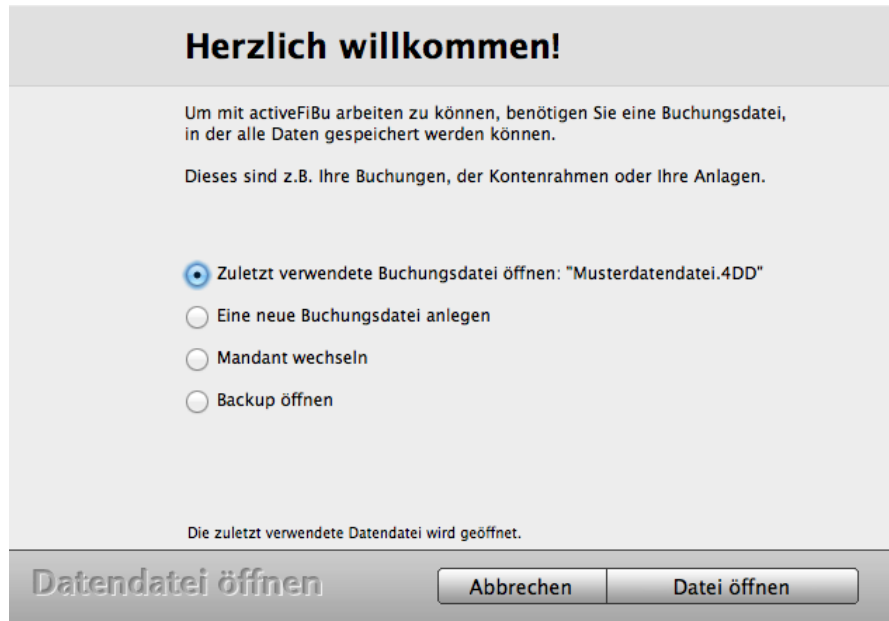 Herzlich willkommen!
Um mit activeFiBu arbeiten zu können, benötigen Sie eine Buchungsdatei,
in der alle Daten gespeichert werden können.
Dieses sind z.B. Ihre Buchungen, der Kontenrahmen oder Ihre Anlagen.
Zuletzt verwendete Buchungsdatei öffnen: "Musterdatendatei.4DD"
Eine neue Buchungsdatei anlegen
Mandant wechseln
Backup öffnen
Die zuletzt verwendete Datendatei wird geöffnet.
Datendatei öffnen
Abbrechen
Datei öffnen